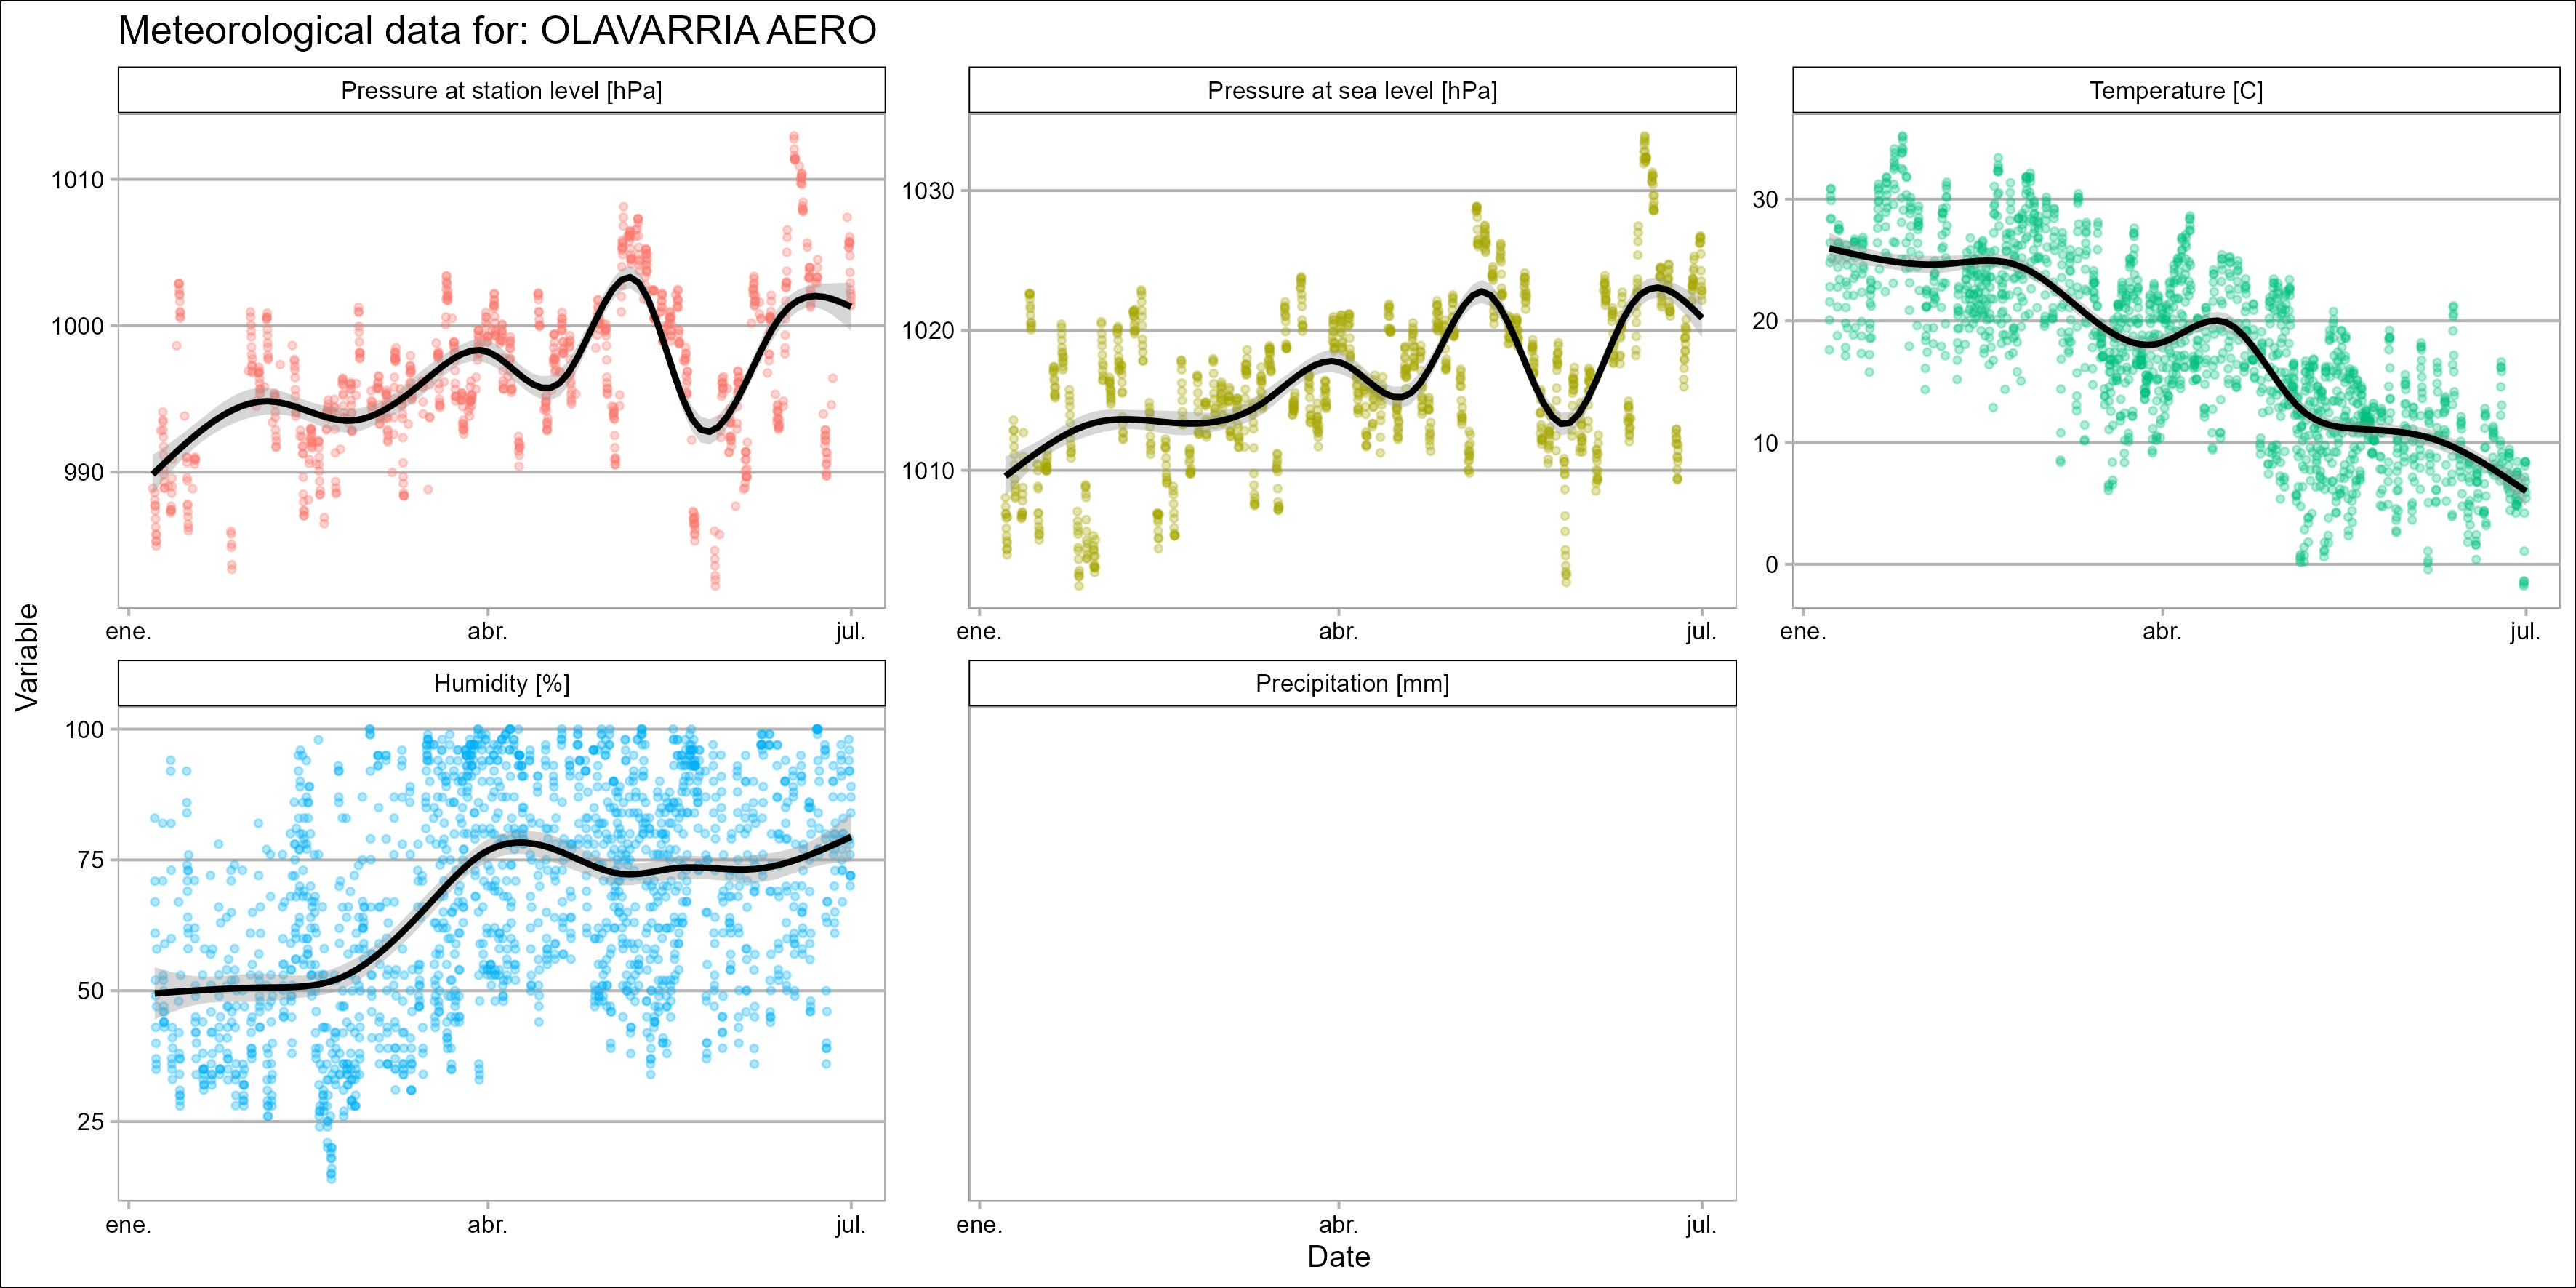 Meteorological data for: OLAVARRIA AERO
Pressure at station level [hPa]
1010
1000
990
ene.
abr.
jul.
Pressure at sea level [hPa]
1030
1020
1010
ene.
abr.
jul.
Temperature [C]
30
20
10
0
ene.
abr.
jul.
Variable
Humidity [%]
100
75
50
25
ene.
abr.
jul.
Precipitation [mm]
ene.
abr.
jul.
Date